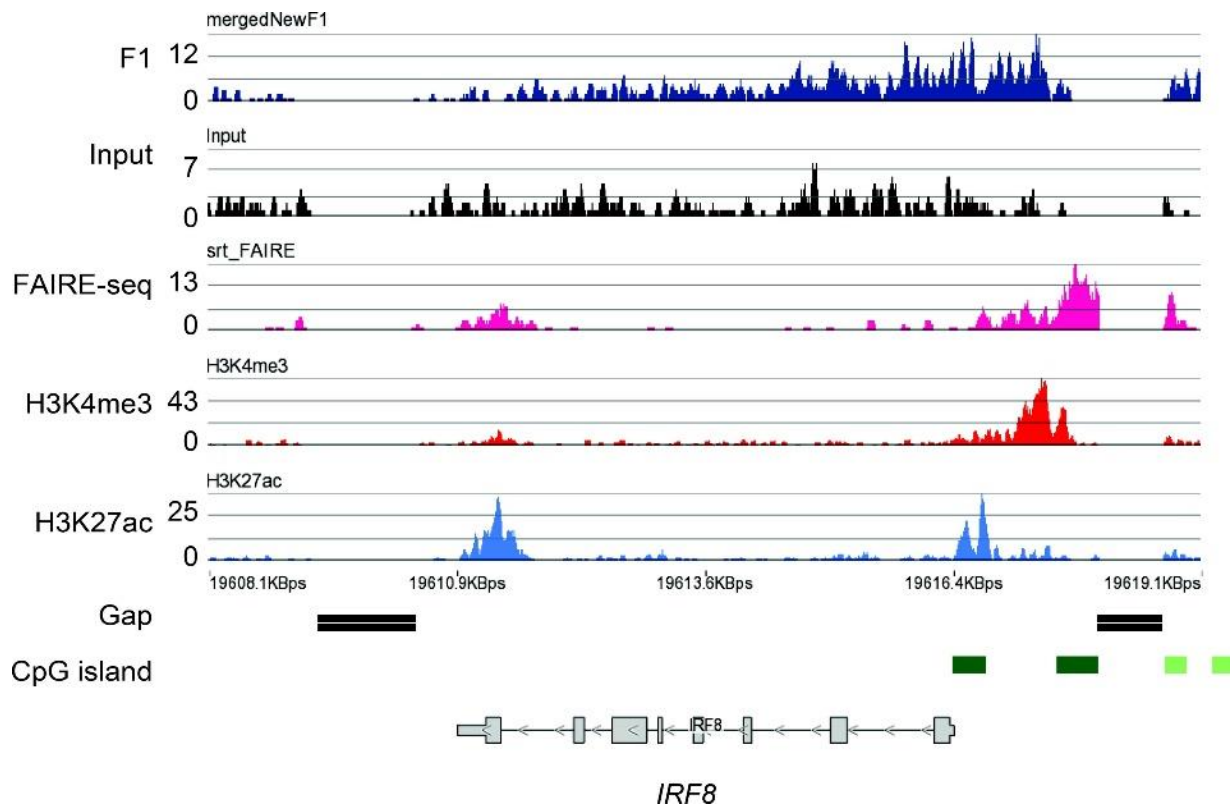 mergedNewF1
F1 12
0
Input
Input 7
0
srt_FAIRE
FAIRE-seq 13
0
H3K4me3
H3K4me3 43
0
H3K27ac
H3K27ac 25
0
19608.1KBps 19610.9KBps 19613.6KBps 19616.4KBps 19619.1KBps
Gap
CpG island
IRF8
IRF8